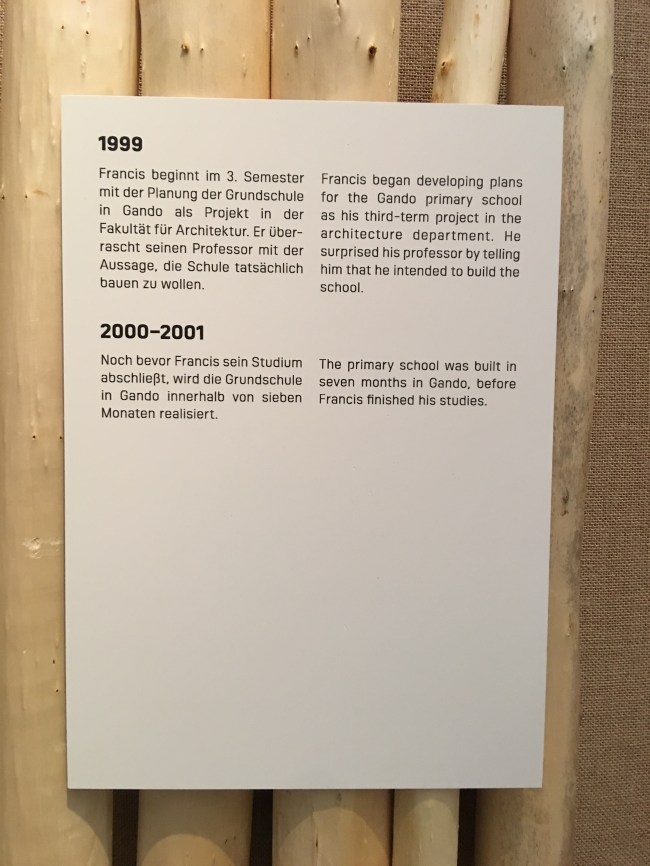 1999
Francis beginnt im 3. Semester
mit der Planung der Grundschule
in Gando als Projekt in der
Fakultät für Architektur. Er über-
rascht seinen Professor mit der
Aussage, die Schule tatsächlich
bauen zu wollen.
Francis began developing plans
for the Gando primary school
as his third-term project in the
architecture department. He
surprised his professor by telling
him that he intended to build the
school.
2000–2001
Noch bevor Francis sein Studium
abschließt, wird die Grundschule
in Gando innerhalb von sieben
Monaten realisiert.
The primary school was built in
seven months in Gando, before
Francis finished his studies.